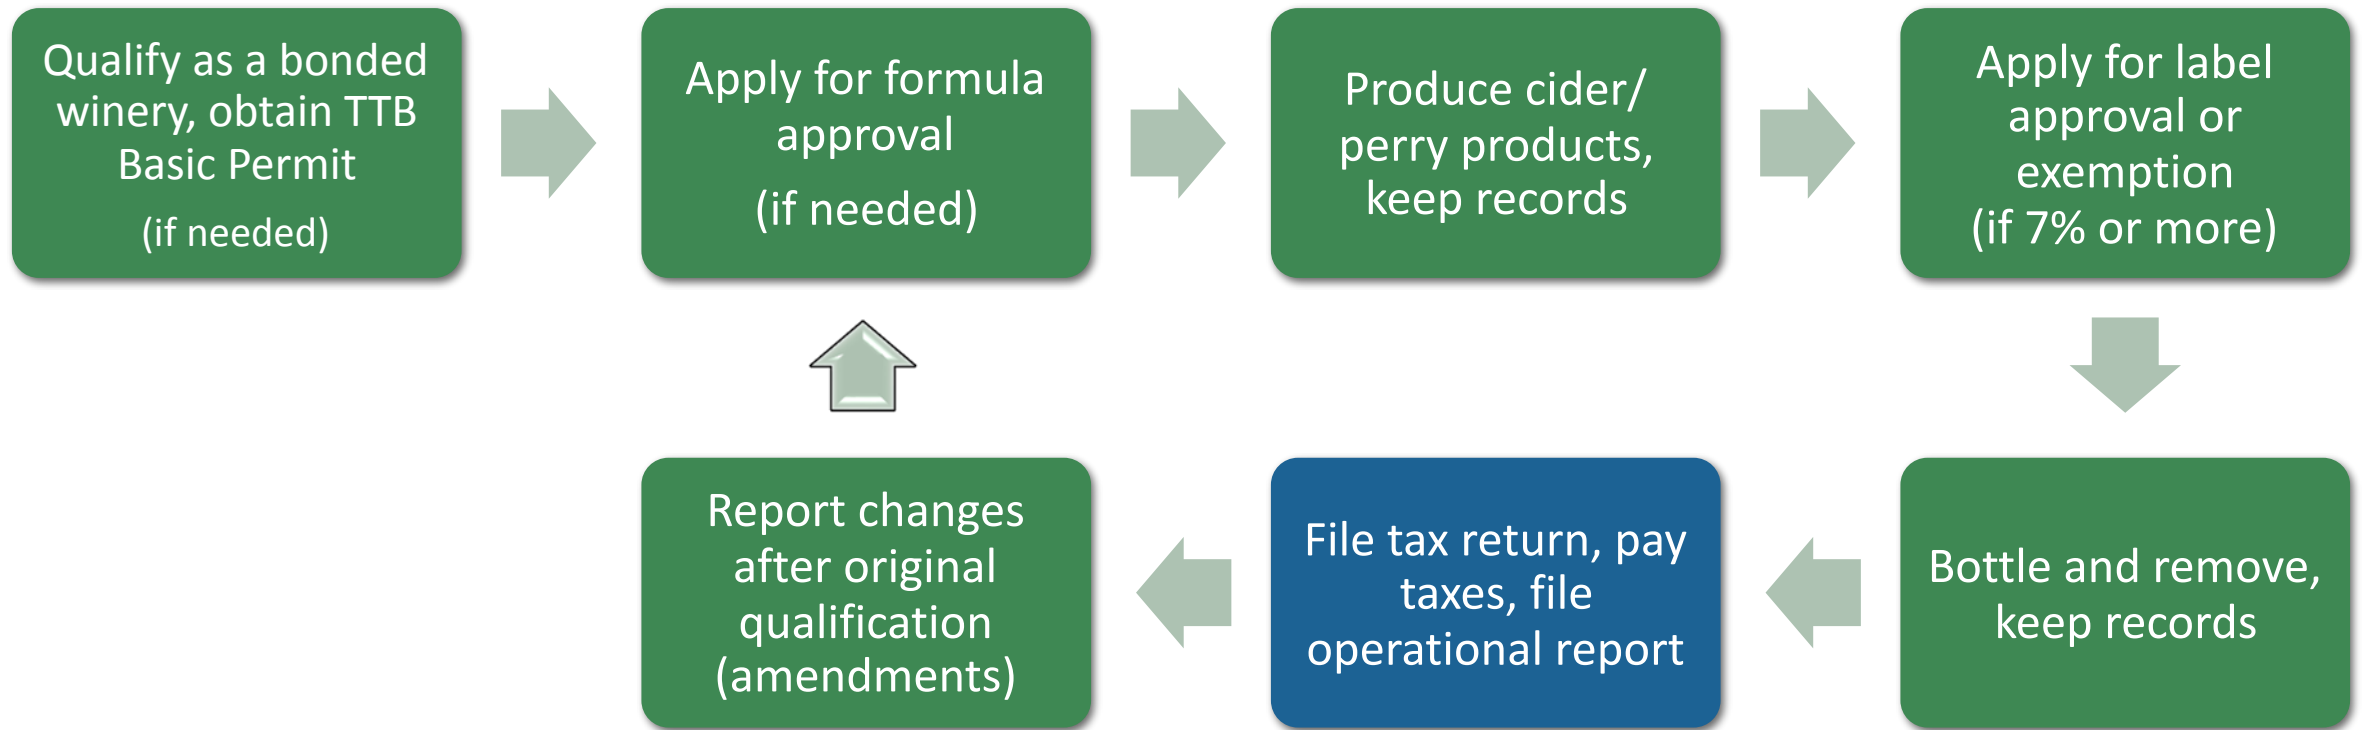 Qualify as a bonded
winery, obtain TTB
Basic Permit
(if needed)
Apply for formula
approval
(if needed)
Produce cider/
perry products,
keep records
Apply for label
approval or
exemption
(if 7% or more)
Bottle and remove,
keep records
File tax return, pay
taxes, file
operational report
Report changes
after original
qualification
(amendments)